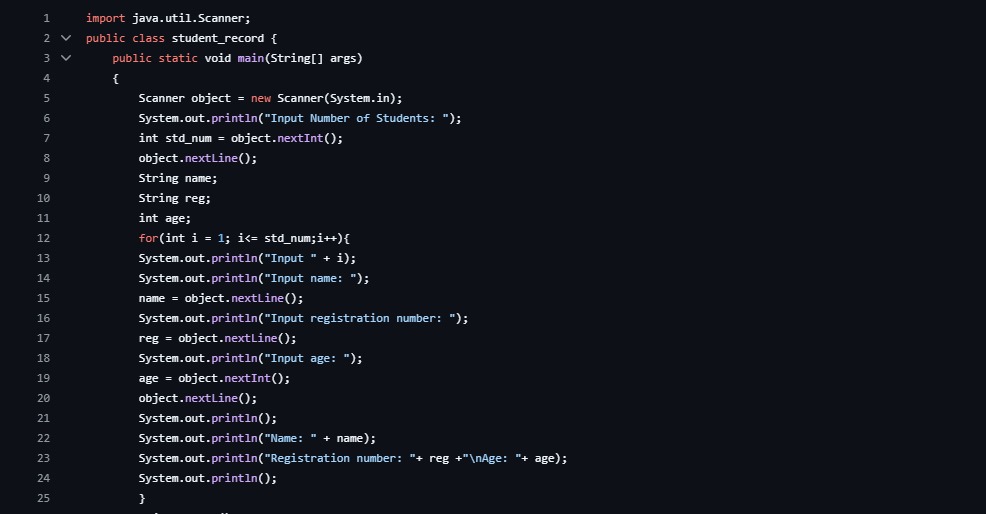 1 import java.util.Scanner;
2 public class student_record {
3 public static void main(String[] args)
4 {
5 Scanner object = new Scanner(System.in);
6 System.out.println("Input Number of Students: ");
7 int std_num = object.nextInt();
8 object.nextLine();
9 String name;
10 String reg;
11 int age;
12 for(int i = 1; i<= std_num;i++){
13 System.out.println("Input " + i);
14 System.out.println("Input name: ");
15 name = object.nextLine();
16 System.out.println("Input registration number: ");
17 reg = object.nextLine();
18 System.out.println("Input age: ");
19 age = object.nextInt();
20 object.nextLine();
21 System.out.println();
22 System.out.println("Name: " + name);
23 System.out.println("Registration number: "+ reg +"\nAge: "+ age);
24 System.out.println();
25 }